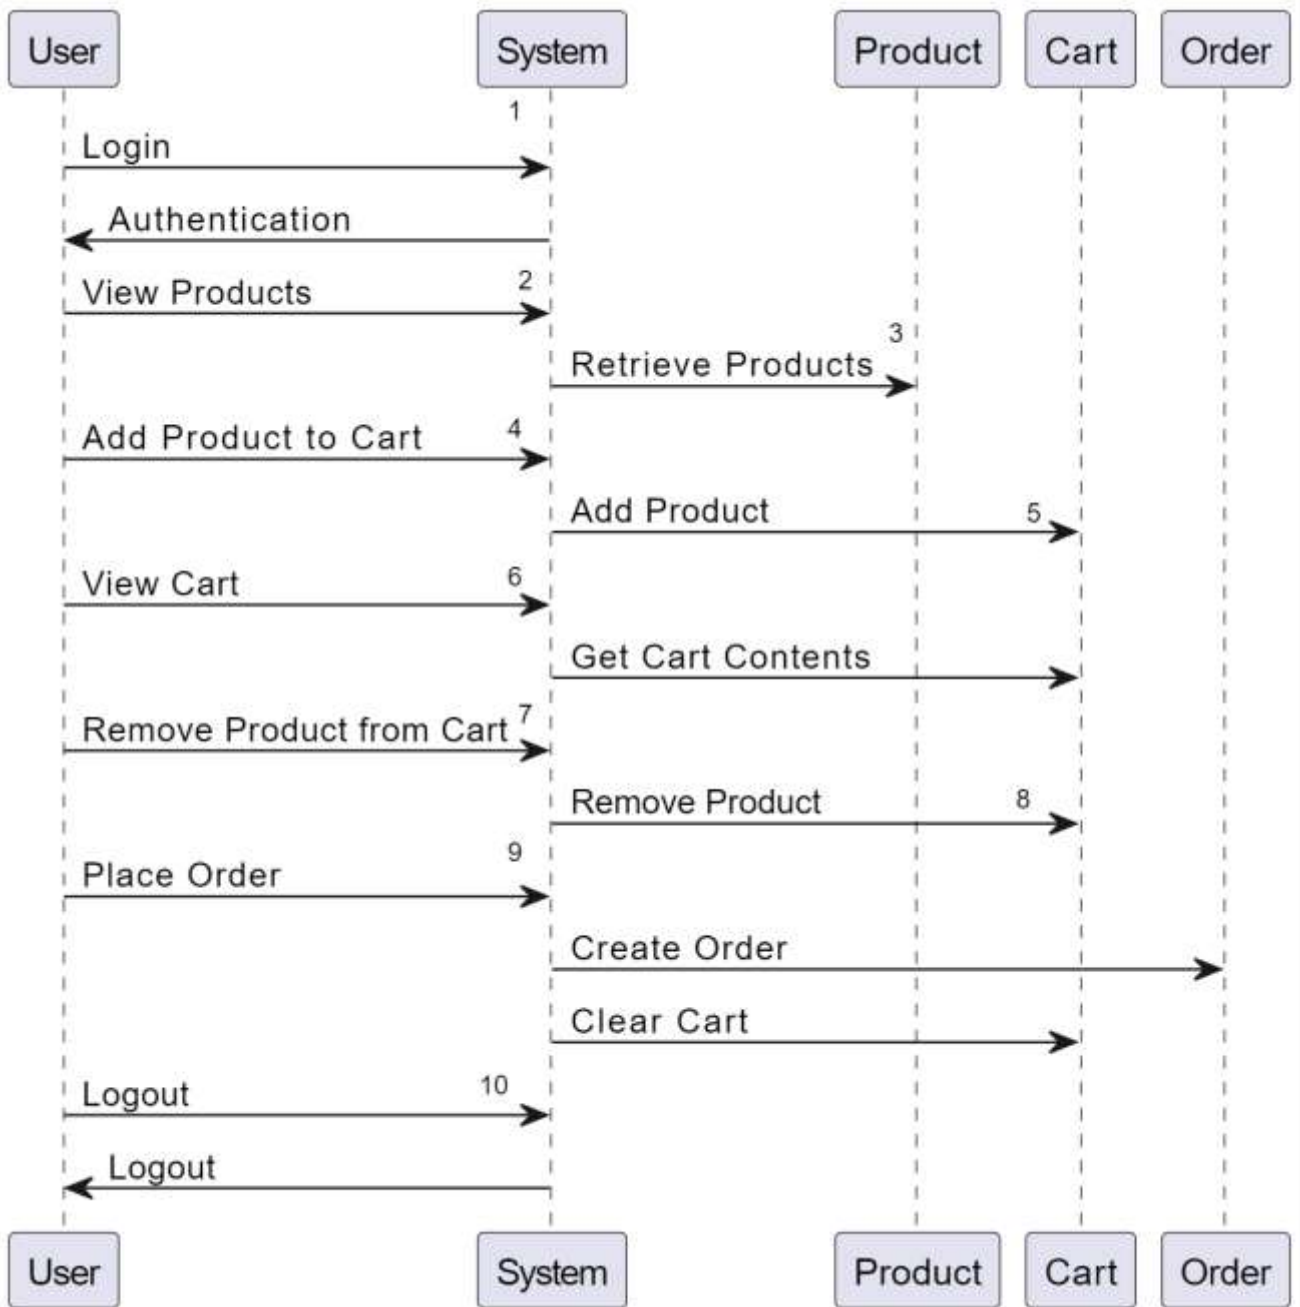 User System Product Cart Order
1
Login
Authentication
View Products 2
Retrieve Products 3
Add Product to Cart 4
Add Product 5
View Cart 6
Get Cart Contents
Remove Product from Cart 7
Remove Product 8
Place Order 9
Create Order
Clear Cart
Logout 10
Logout
User System Product Cart Order